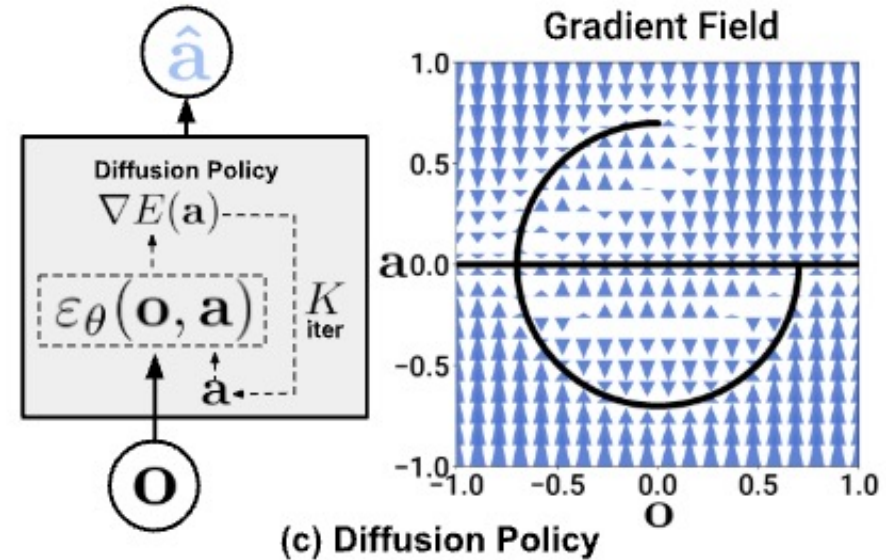 â
Diffusion Policy
∇E(a)
ε_θ(o, a)
K
iter
a
o
Gradient Field
1.0
0.5
a 0.0
−0.5
−1.0
−1.0 −0.5 0.0 0.5 1.0
o
(c) Diffusion Policy